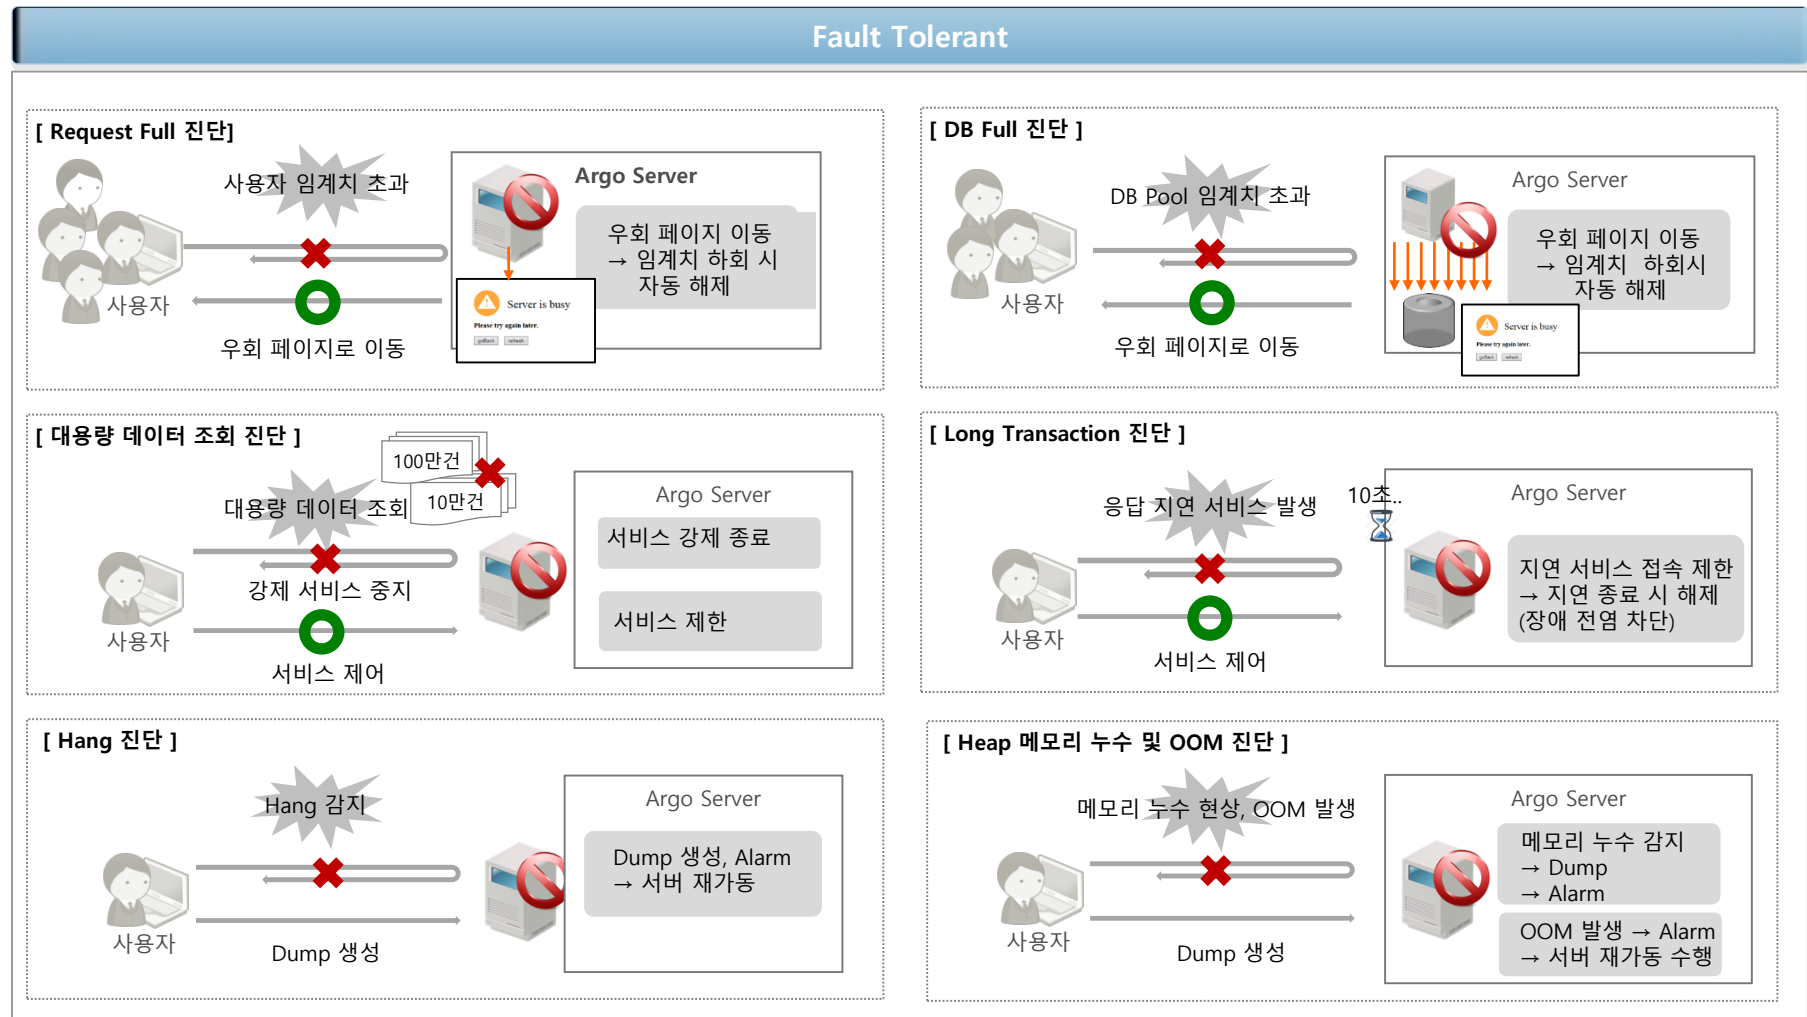 Fault Tolerant
[ Request Full 진단]
사용자 임계치 초과
사용자
우회 페이지로 이동
Argo Server
우회 페이지 이동
→ 임계치 하회 시
자동 해제
Server is busy
Please try again later.
goBack refresh
[ DB Full 진단 ]
DB Pool 임계치 초과
사용자
우회 페이지로 이동
Argo Server
우회 페이지 이동
→ 임계치 하회시
자동 해제
Server is busy
Please try again later.
goBack refresh
[ 대용량 데이터 조회 진단 ]
100만건
10만건
대용량 데이터 조회
강제 서비스 중지
사용자
서비스 제어
Argo Server
서비스 강제 종료
서비스 제한
[ Long Transaction 진단 ]
응답 지연 서비스 발생
10초..
사용자
서비스 제어
Argo Server
지연 서비스 접속 제한
→ 지연 종료 시 해제
(장애 전염 차단)
[ Hang 진단 ]
Hang 감지
사용자
Dump 생성
Argo Server
Dump 생성, Alarm
→ 서버 재가동
[ Heap 메모리 누수 및 OOM 진단 ]
메모리 누수 현상, OOM 발생
사용자
Dump 생성
Argo Server
메모리 누수 감지
→ Dump
→ Alarm
OOM 발생 → Alarm
→ 서버 재가동 수행